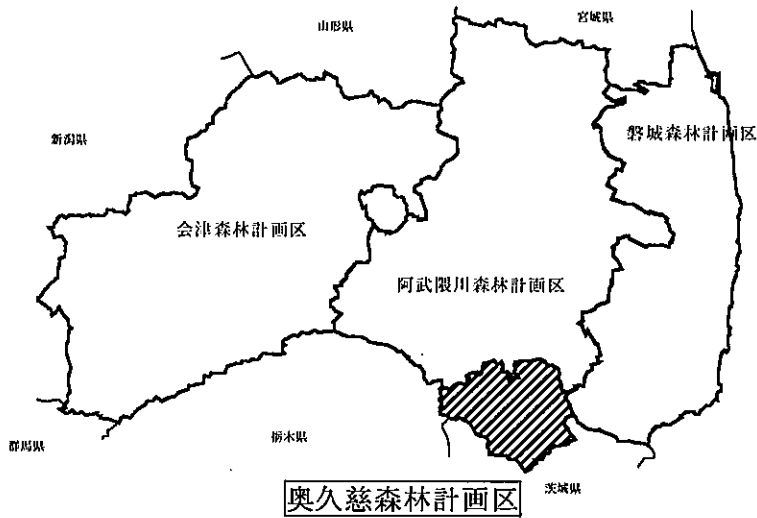 山形県
宮城県
新潟県
磐城森林計画区
会津森林計画区
阿武隈川森林計画区
群馬県
栃木県
茨城県
奥久慈森林計画区